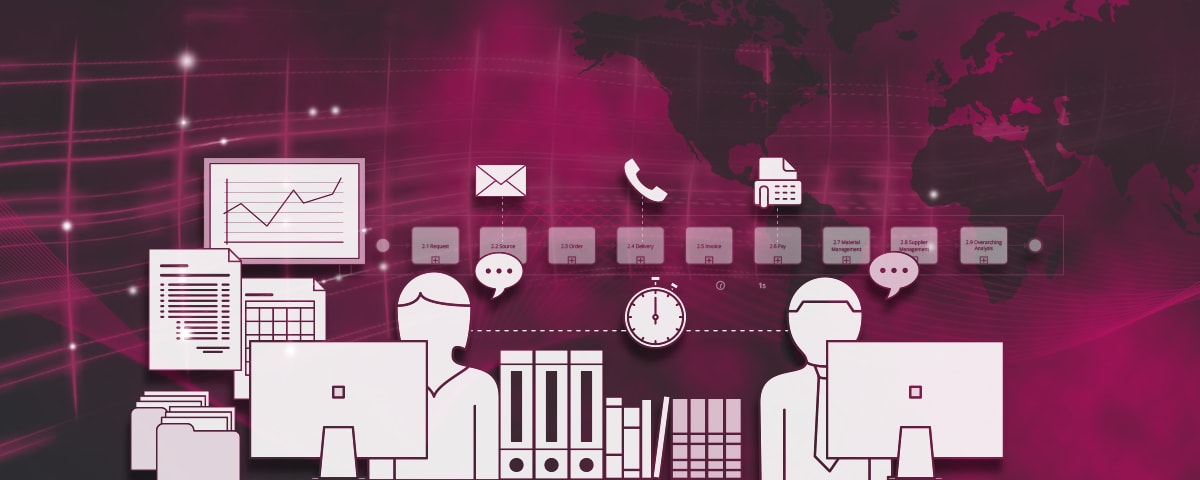 2.1 Request
2.2 Source
2.3 Order
2.4 Delivery
2.5 Invoice
2.6 Pay
2.7 Material
Management
2.8 Supplier
Management
2.9 Overarching
Analysis
1s